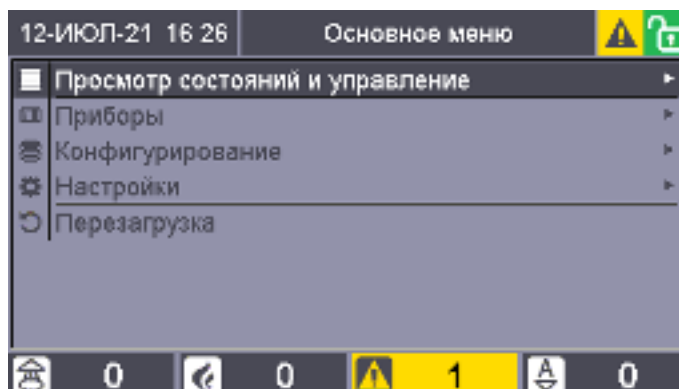 12-ИЮЛ-21 16 26 Основное меню
Просмотр состояний и управление
Приборы
Конфигурирование
Настройки
Перезагрузка
0 0 1 A 0